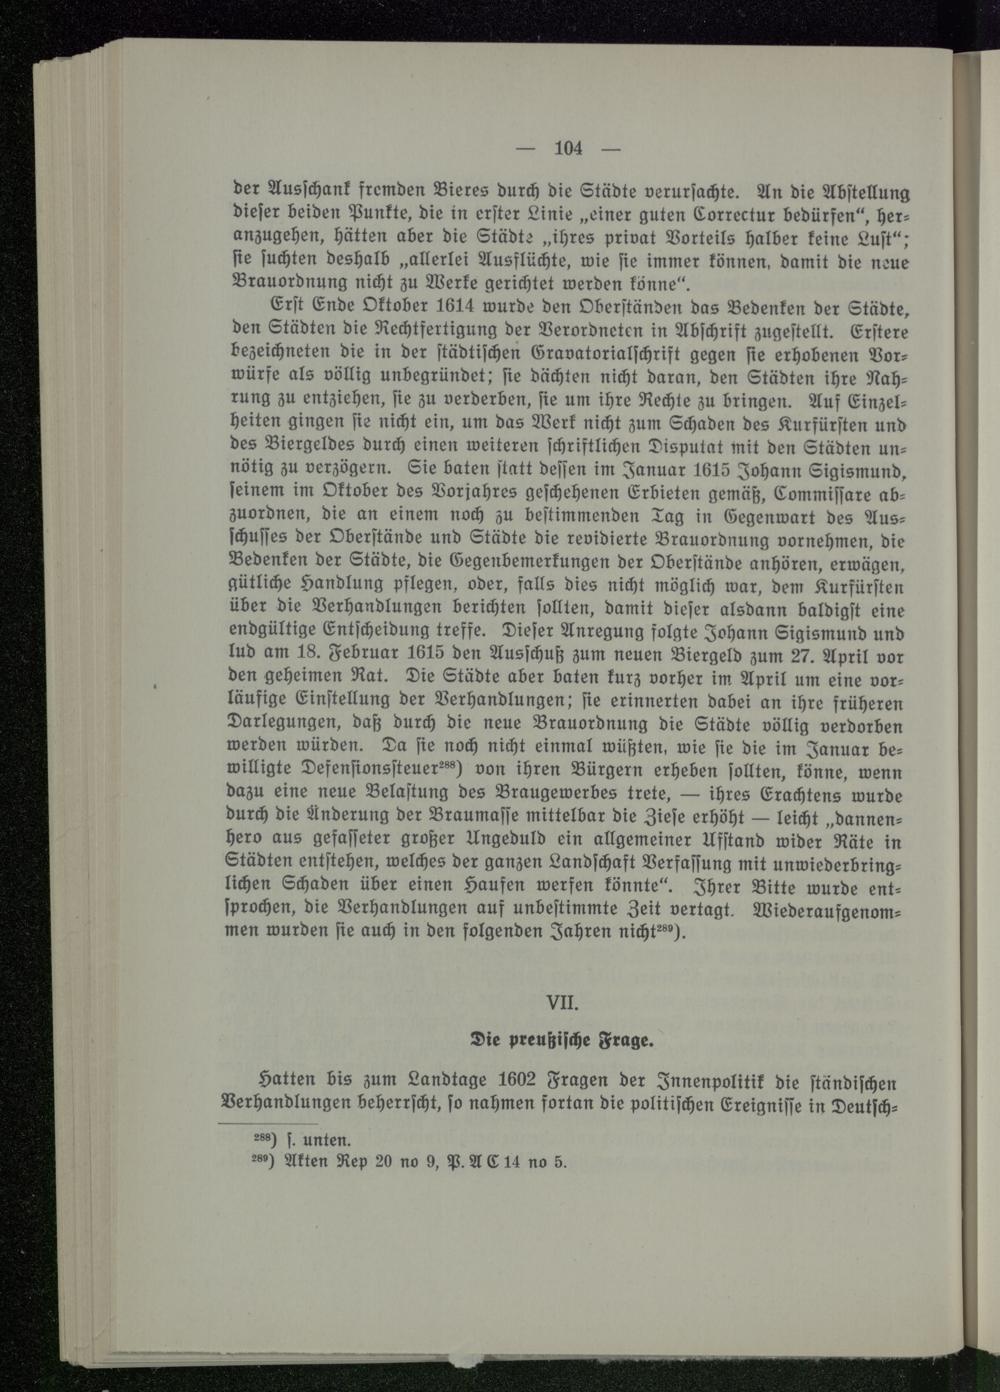 — 104 —
der Ausschank fremden Bieres durch die Städte verursachte. An die Abstellung
dieser beiden Punkte, die in erster Linie „einer guten Correctur bedürfen“, her-
anzugehen, hätten aber die Städte „ihres privat Vorteils halber keine Lust“;
sie suchten deshalb „allerlei Ausflüchte, wie sie immer können, damit die neue
Brauordnung nicht zu Werke gerichtet werden könne“.
Erst Ende Oktober 1614 wurde den Oberständen das Bedenken der Städte,
den Städten die Rechtfertigung der Verordneten in Abschrift zugestellt. Erstere
bezeichneten die in der städtischen Gravatorialschrift gegen sie erhobenen Vor-
würfe als völlig unbegründet; sie dächten nicht daran, den Städten ihre Nah-
rung zu entziehen, sie zu verderben, sie um ihre Rechte zu bringen. Auf Einzel-
heiten gingen sie nicht ein, um das Werk nicht zum Schaden des Kurfürsten und
des Biergeldes durch einen weiteren schriftlichen Disputat mit den Städten un-
nötig zu verzögern. Sie baten statt dessen im Januar 1615 Johann Sigismund,
seinem im Oktober des Vorjahres geschehenen Erbieten gemäß, Commissare ab-
zuordnen, die an einem noch zu bestimmenden Tag in Gegenwart des Aus-
schusses der Oberstände und Städte die revidierte Brauordnung vornehmen, die
Bedenken der Städte, die Gegenbemerkungen der Oberstände anhören, erwägen,
gütliche Handlung pflegen, oder, falls dies nicht möglich war, dem Kurfürsten
über die Verhandlungen berichten sollten, damit dieser alsdann baldigst eine
endgültige Entscheidung treffe. Dieser Anregung folgte Johann Sigismund und
lud am 18. Februar 1615 den Ausschuß zum neuen Biergeld zum 27. April vor
den geheimen Rat. Die Städte aber baten kurz vorher im April um eine vor-
läufige Einstellung der Verhandlungen; sie erinnerten dabei an ihre früheren
Darlegungen, daß durch die neue Brauordnung die Städte völlig verdorben
werden würden. Da sie noch nicht einmal wüßten, wie sie die im Januar be-
willigte Defensionssteuer²⁸⁸) von ihren Bürgern erheben sollten, könne, wenn
dazu eine neue Belastung des Braugewerbes trete, — ihres Erachtens wurde
durch die Änderung der Braumasse mittelbar die Ziese erhöht — leicht „dannen-
hero aus gefasseter großer Ungeduld ein allgemeiner Ufstand wider Räte in
Städten entstehen, welches der ganzen Landschaft Verfassung mit unwiederbring-
lichen Schaden über einen Haufen werfen könnte“. Ihrer Bitte wurde ent-
sprochen, die Verhandlungen auf unbestimmte Zeit vertagt. Wiederaufgenom-
men wurden sie auch in den folgenden Jahren nicht²⁸⁹).
VII.
Die preußische Frage.
Hatten bis zum Landtage 1602 Fragen der Innenpolitik die ständischen
Verhandlungen beherrscht, so nahmen fortan die politischen Ereignisse in Deutsch-
²⁸⁸) s. unten.
²⁸⁹) Akten Rep 20 no 9, P. A C 14 no 5.